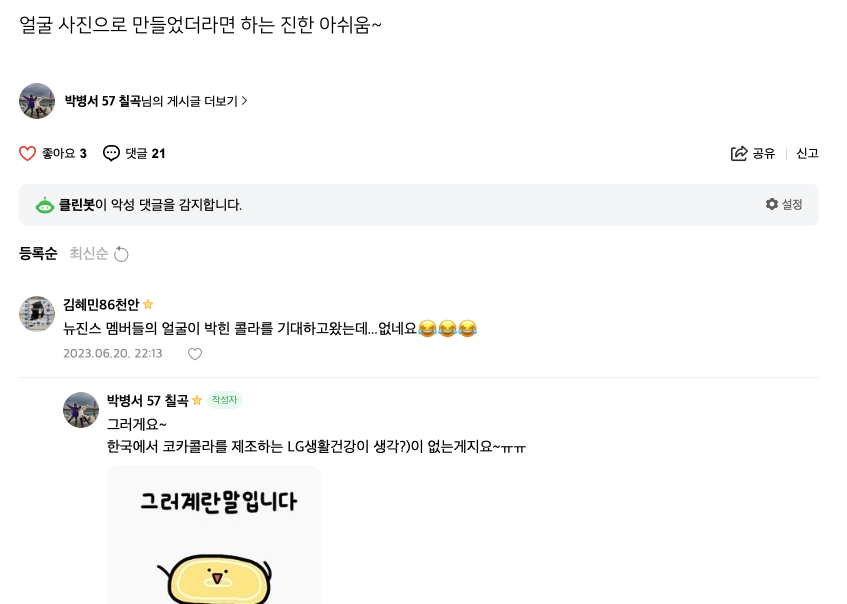 얼굴 사진으로 만들었더라면 하는 진한 아쉬움~
박병서 57 칠곡님의 게시글 더보기 >
좋아요 3 댓글 21 공유 신고
클린봇이 악성 댓글을 감지합니다. 설정
등록순 최신순
김혜민86천안
뉴진스 멤버들의 얼굴이 박힌 콜라를 기대하고왔는데...없네요😂😂😂
2023.06.20. 22:13
박병서 57 칠곡 작성자
그러게요~
한국에서 코카콜라를 제조하는 LG생활건강이 생각?)이 없는게지요~ㅠㅠ
그러계란말입니다